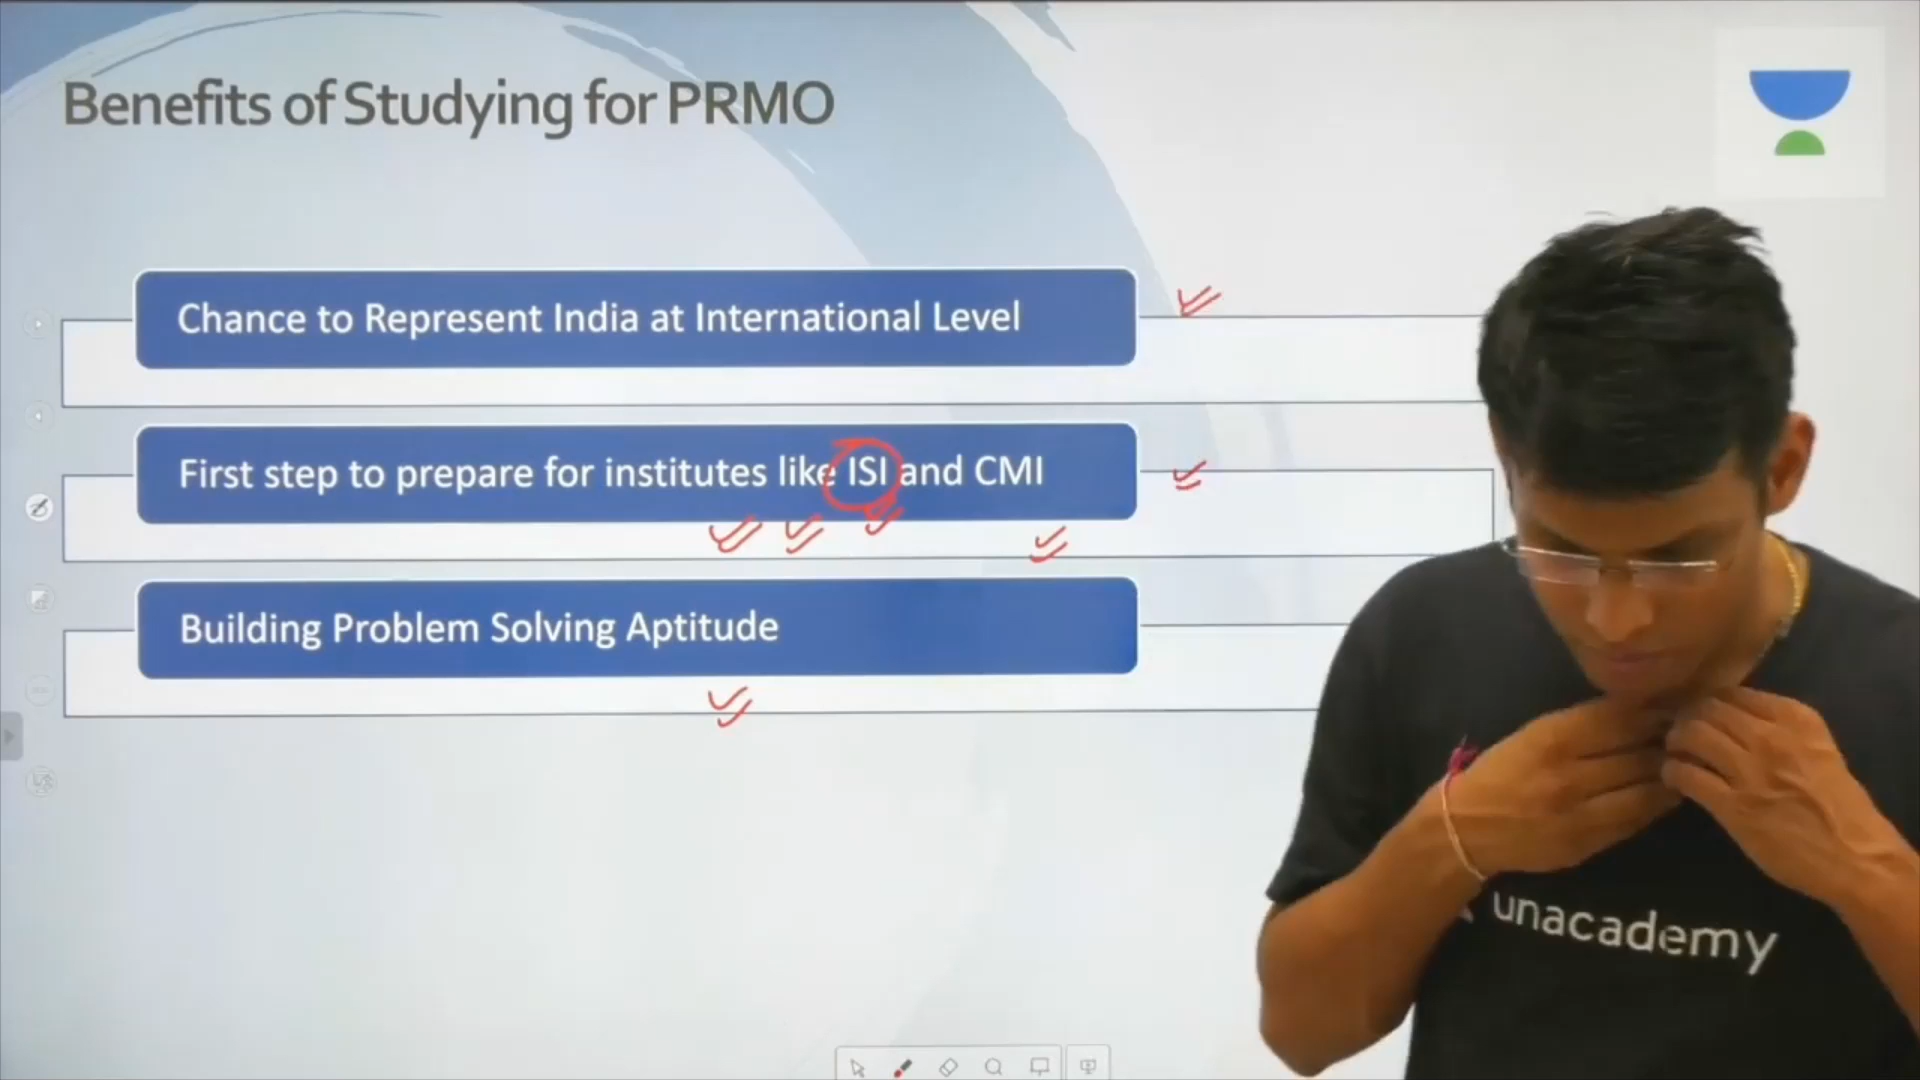 Benefits of Studying for PRMO
Chance to Represent India at International Level
First step to prepare for institutes like ISI and CMI
Building Problem Solving Aptitude
unacademy